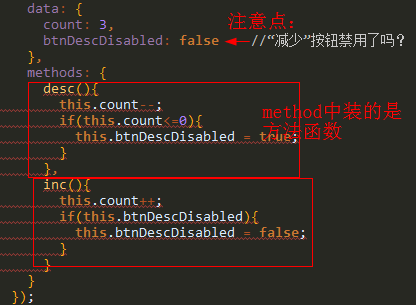 data: {
count: 3, 注意点:
btnDescDisabled: false //“减少”按钮禁用了吗?
},
methods: {
desc(){
this.count--;
if(this.count<=0){ method中装的是
this.btnDescDisabled = true; 方法函数
}
},
inc(){
this.count++;
if(this.btnDescDisabled){
this.btnDescDisabled = false;
}
}
}
});